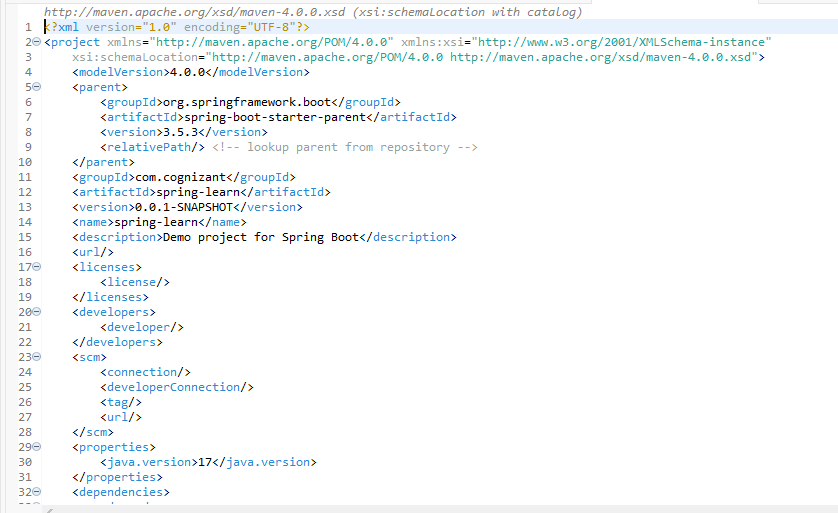 http://maven.apache.org/xsd/maven-4.0.0.xsd (xsi:schemaLocation with catalog)
1 <?xml version="1.0" encoding="UTF-8"?>
2 <project xmlns="http://maven.apache.org/POM/4.0.0" xmlns:xsi="http://www.w3.org/2001/XMLSchema-instance"
3     xsi:schemaLocation="http://maven.apache.org/POM/4.0.0 http://maven.apache.org/xsd/maven-4.0.0.xsd">
4     <modelVersion>4.0.0</modelVersion>
5     <parent>
6         <groupId>org.springframework.boot</groupId>
7         <artifactId>spring-boot-starter-parent</artifactId>
8         <version>3.5.3</version>
9         <relativePath/> <!-- lookup parent from repository -->
10     </parent>
11     <groupId>com.cognizant</groupId>
12     <artifactId>spring-learn</artifactId>
13     <version>0.0.1-SNAPSHOT</version>
14     <name>spring-learn</name>
15     <description>Demo project for Spring Boot</description>
16     <url/>
17     <licenses>
18         <license/>
19     </licenses>
20     <developers>
21         <developer/>
22     </developers>
23     <scm>
24         <connection/>
25         <developerConnection/>
26         <tag/>
27         <url/>
28     </scm>
29     <properties>
30         <java.version>17</java.version>
31     </properties>
32     <dependencies>